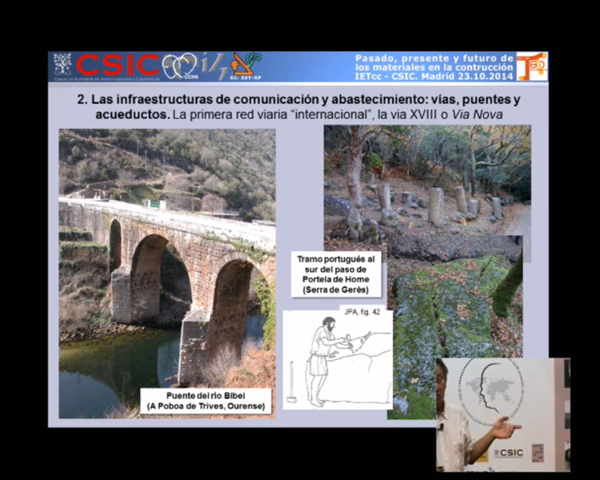 CSIC
Pasado, presente y futuro de
los materiales en la contrucción
IETcc - CSIC. Madrid 23.10.2014
2. Las infraestructuras de comunicación y abastecimiento: vías, puentes y
acueductos. La primera red viaria "internacional", la via XVIII o Via Nova
Tramo portugués al
sur del paso de
Portela de Home
(Serra de Gerês)
JPA, fig. 42
Puente del río Bibei
(A Poboa de Trives, Ourense)
CSIC